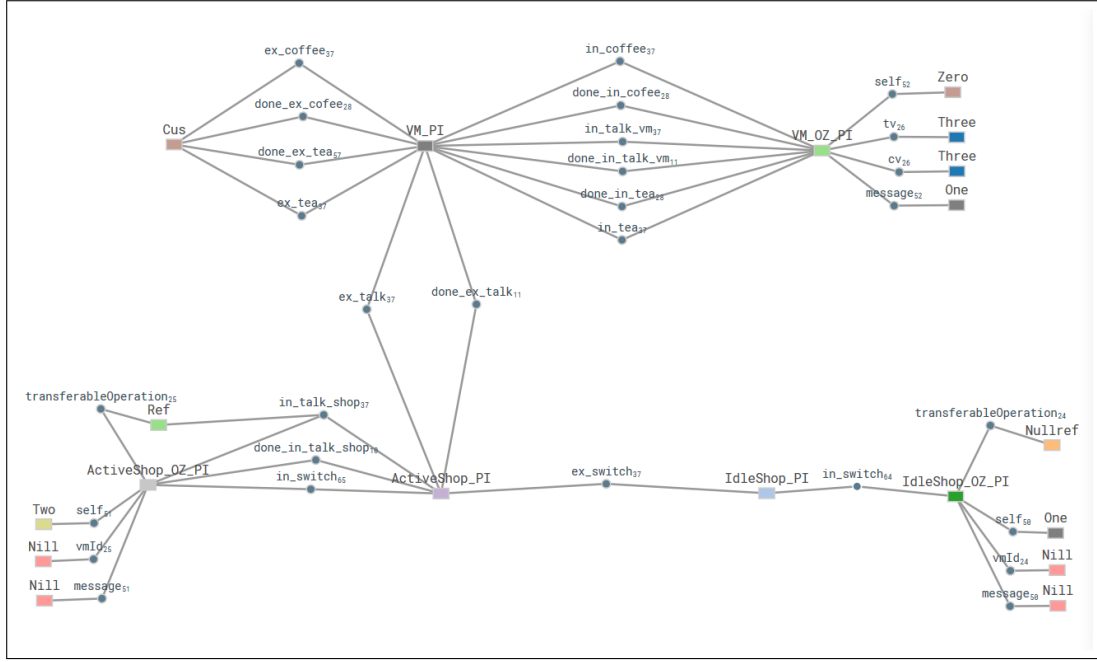 ex_coffee₃₇
in_coffee₃₇
self₅₂
Zero
done_ex_cofee₂₈
done_in_cofee₂₈
Cus
VM_PI
in_talk_vm₃₇
VM_OZ_PI
tv₂₆
Three
done_ex_tea₃₇
done_in_talk_vm₁₁
cv₂₆
Three
ex_tea₃₇
done_in_tea₂₈
message₅₂
One
in_tea₃₇
ex_talk₃₇
done_ex_talk₁₁
transferableOperation₂₅
Ref
in_talk_shop₃₇
transferableOperation₂₄
Nullref
ActiveShop_OZ_PI
done_in_talk_shop₁₀
in_switch₆₅
ActiveShop_PI
ex_switch₃₇
IdleShop_PI
in_switch₆₄
IdleShop_OZ_PI
Two
self₅₁
self₅₀
One
Nill
vmId₂₅
vmId₂₄
Nill
Nill
message₅₁
message₅₀
Nill